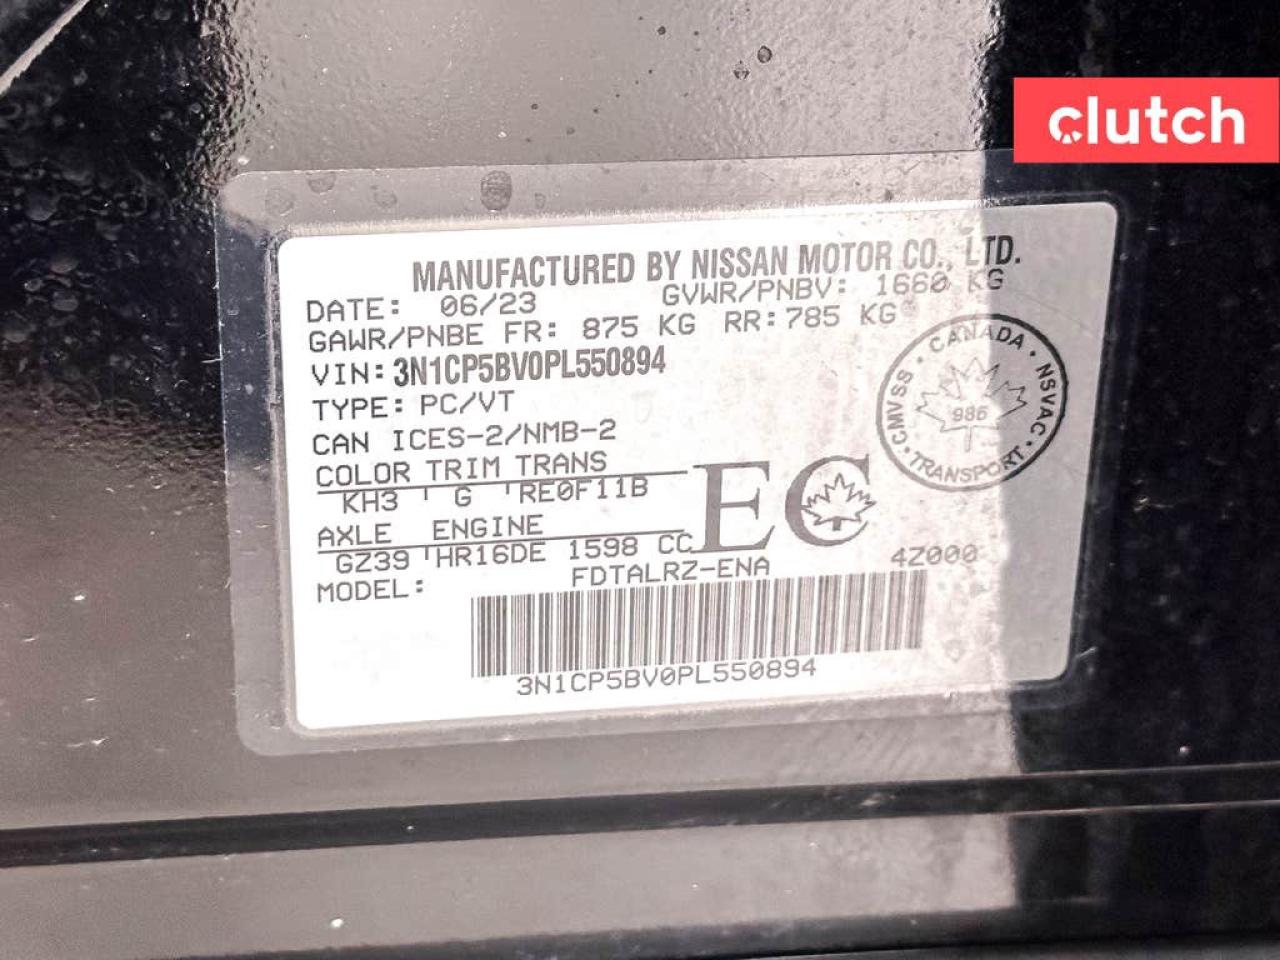 clutch
MANUFACTURED BY NISSAN MOTOR CO., LTD.
DATE: 06/23 GVWR/PNBV: 1660 KG
GAWR/PNBE FR: 875 KG RR: 785 KG
VIN: 3N1CP5BV0PL550894
TYPE: PC/VT
CAN ICES-2/NMB-2
COLOR TRIM TRANS
KH3 G RE0F11B
AXLE ENGINE
GZ39 HR16DE 1598 CC
EC
CANADA · NSVAC · TRANSPORT · CMVSS ·
986
MODEL: FDTALRZ-ENA 4Z000
3N1CP5BV0PL550894